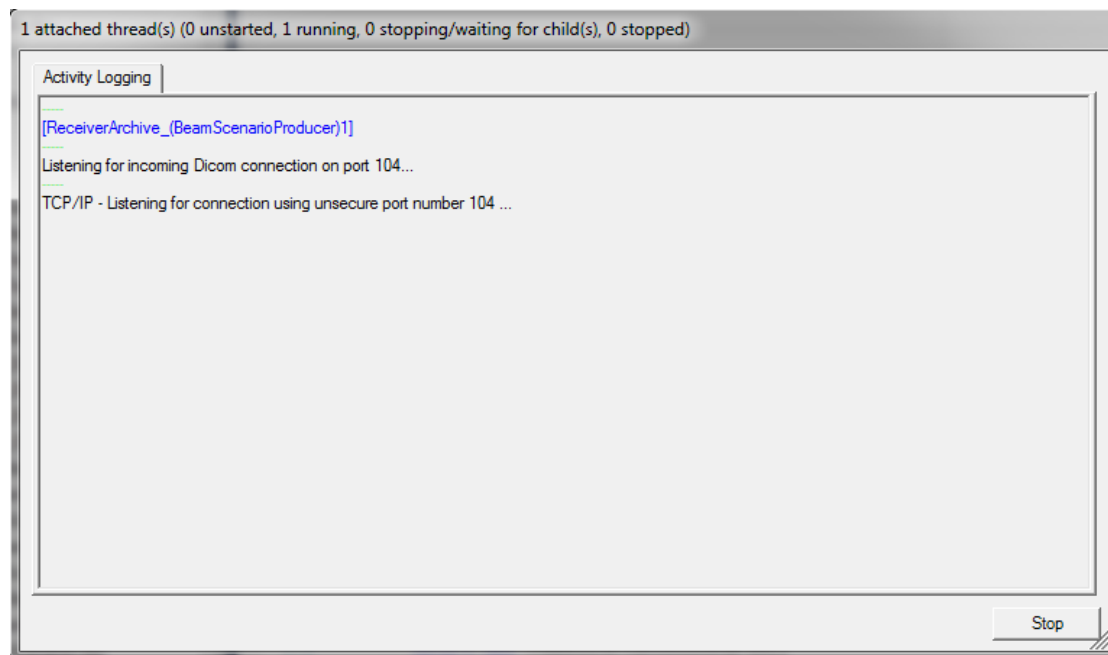 1 attached thread(s) (0 unstarted, 1 running, 0 stopping/waiting for child(s), 0 stopped)
Activity Logging
-----
[ReceiverArchive_(BeamScenarioProducer)1]
-----
Listening for incoming Dicom connection on port 104...
-----
TCP/IP - Listening for connection using unsecure port number 104 ...
Stop